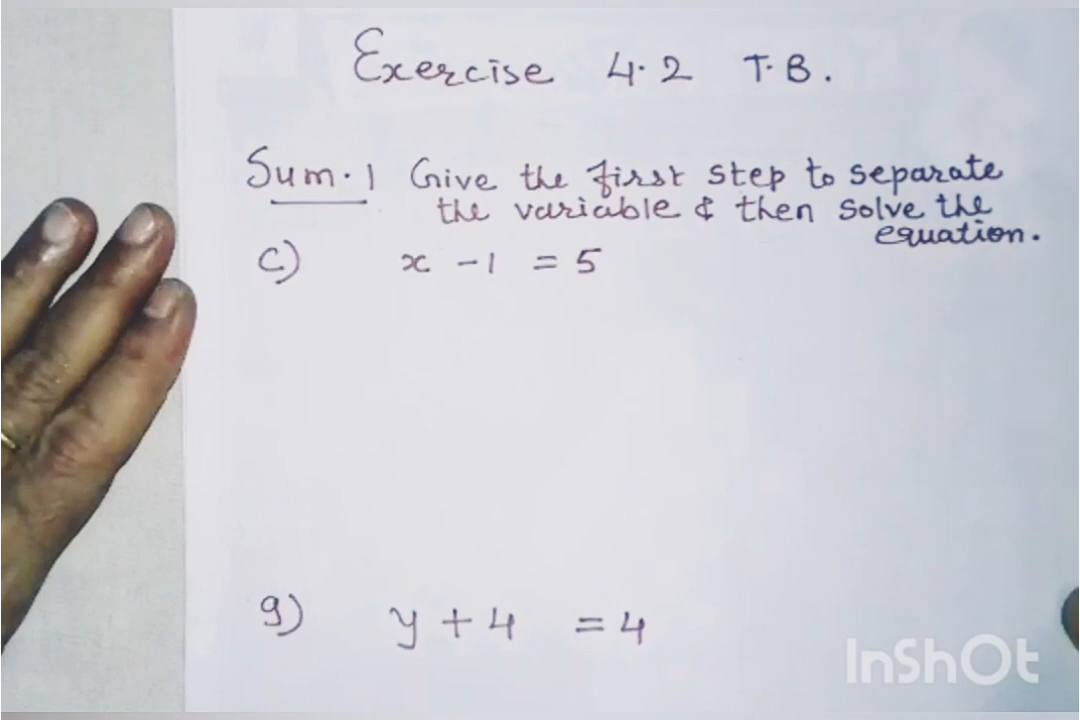 Exercise 4.2 T.B.
Sum.1 Give the first step to separate
the variable & then solve the
equation.
c) x - 1 = 5
g) y + 4 = 4
InShOt